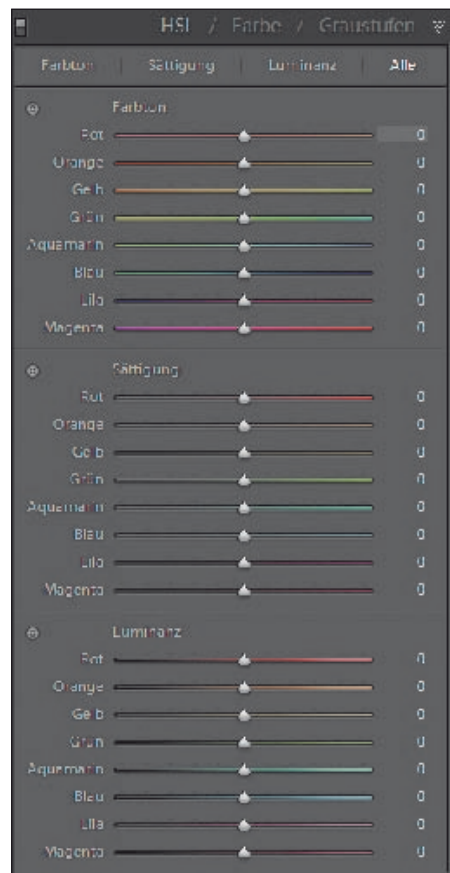 HSL / Farbe / Graustufen
Farbton | Sättigung | Luminanz | Alle
Farbton
Rot 0
Orange 0
Gelb 0
Grün 0
Aquamarin 0
Blau 0
Lila 0
Magenta 0
Sättigung
Rot 0
Orange 0
Gelb 0
Grün 0
Aquamarin 0
Blau 0
Lila 0
Magenta 0
Luminanz
Rot 0
Orange 0
Gelb 0
Grün 0
Aquamarin 0
Blau 0
Lila 0
Magenta 0